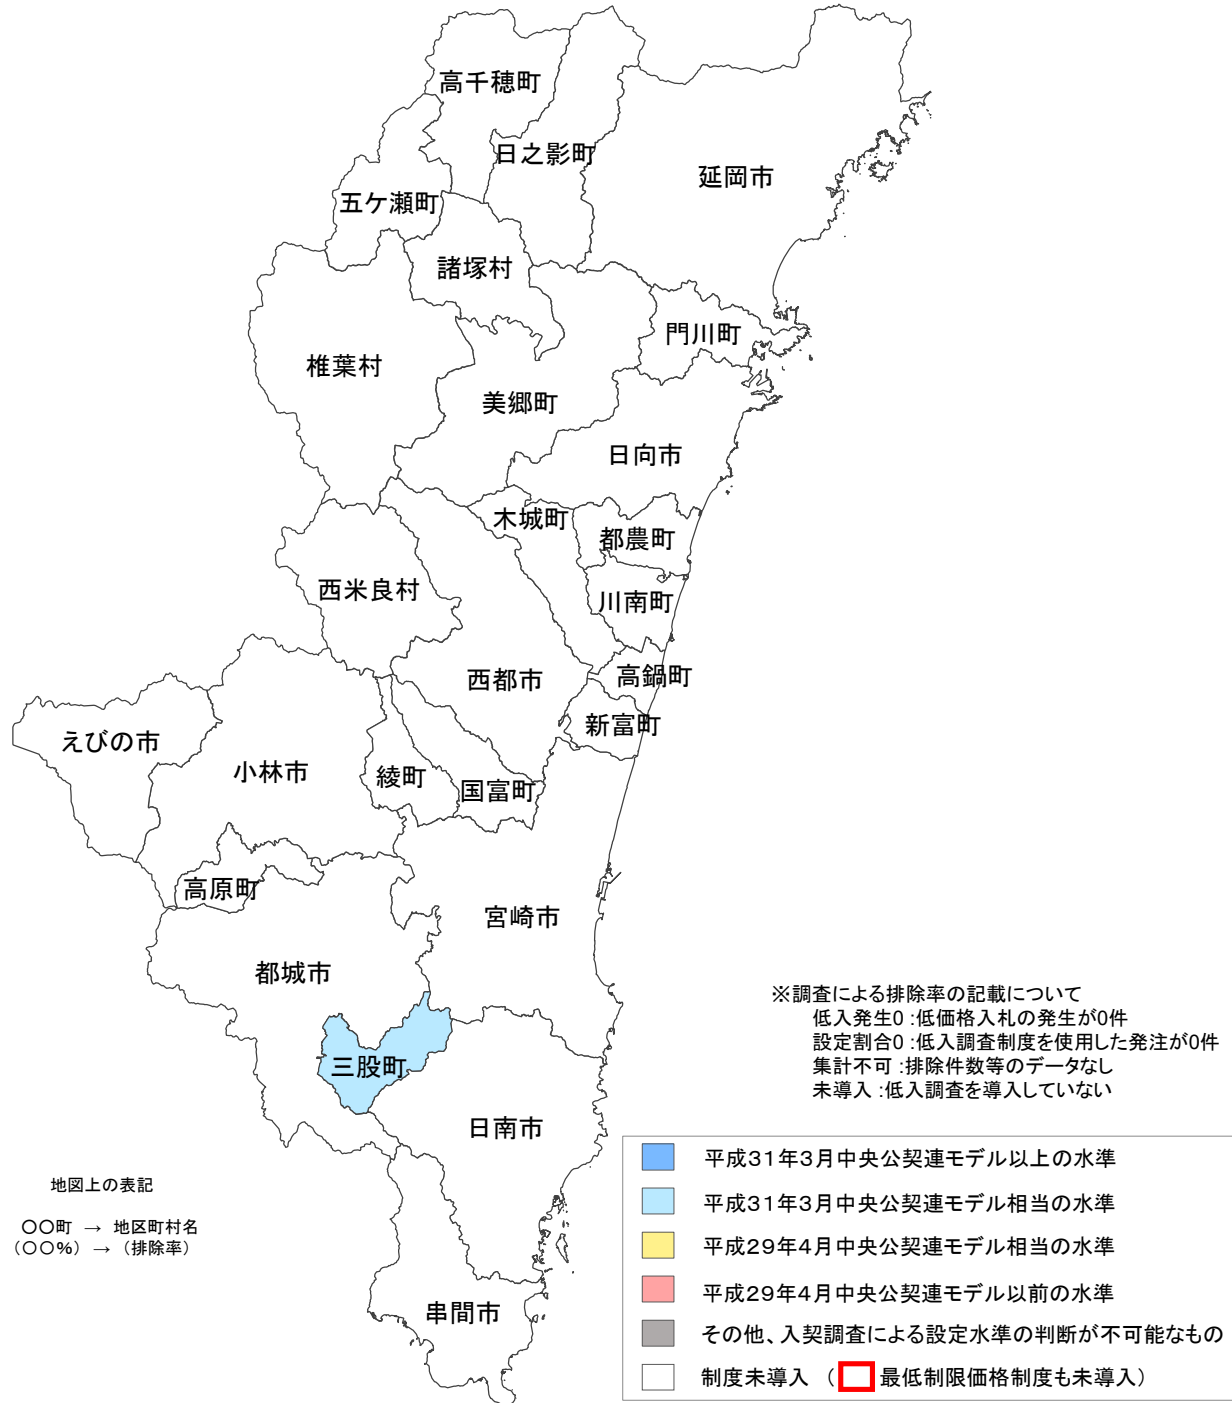 高千穂町
日之影町
延岡市
五ケ瀬町
諸塚村
門川町
椎葉村
美郷町
日向市
木城町
都農町
西米良村
川南町
西都市
高鍋町
新富町
えびの市
小林市
綾町
国富町
高原町
宮崎市
都城市
三股町
日南市
串間市
※調査による排除率の記載について
低入発生0：低価格入札の発生が0件
設定割合0：低入調査制度を使用した発注が0件
集計不可：排除件数等のデータなし
未導入：低入調査を導入していない
地図上の表記
○○町 → 地区町村名
(○○%) → (排除率)
平成31年3月中央公契連モデル以上の水準
平成31年3月中央公契連モデル相当の水準
平成29年4月中央公契連モデル相当の水準
平成29年4月中央公契連モデル以前の水準
その他、入契調査による設定水準の判断が不可能なもの
制度未導入 （ 最低制限価格制度も未導入）